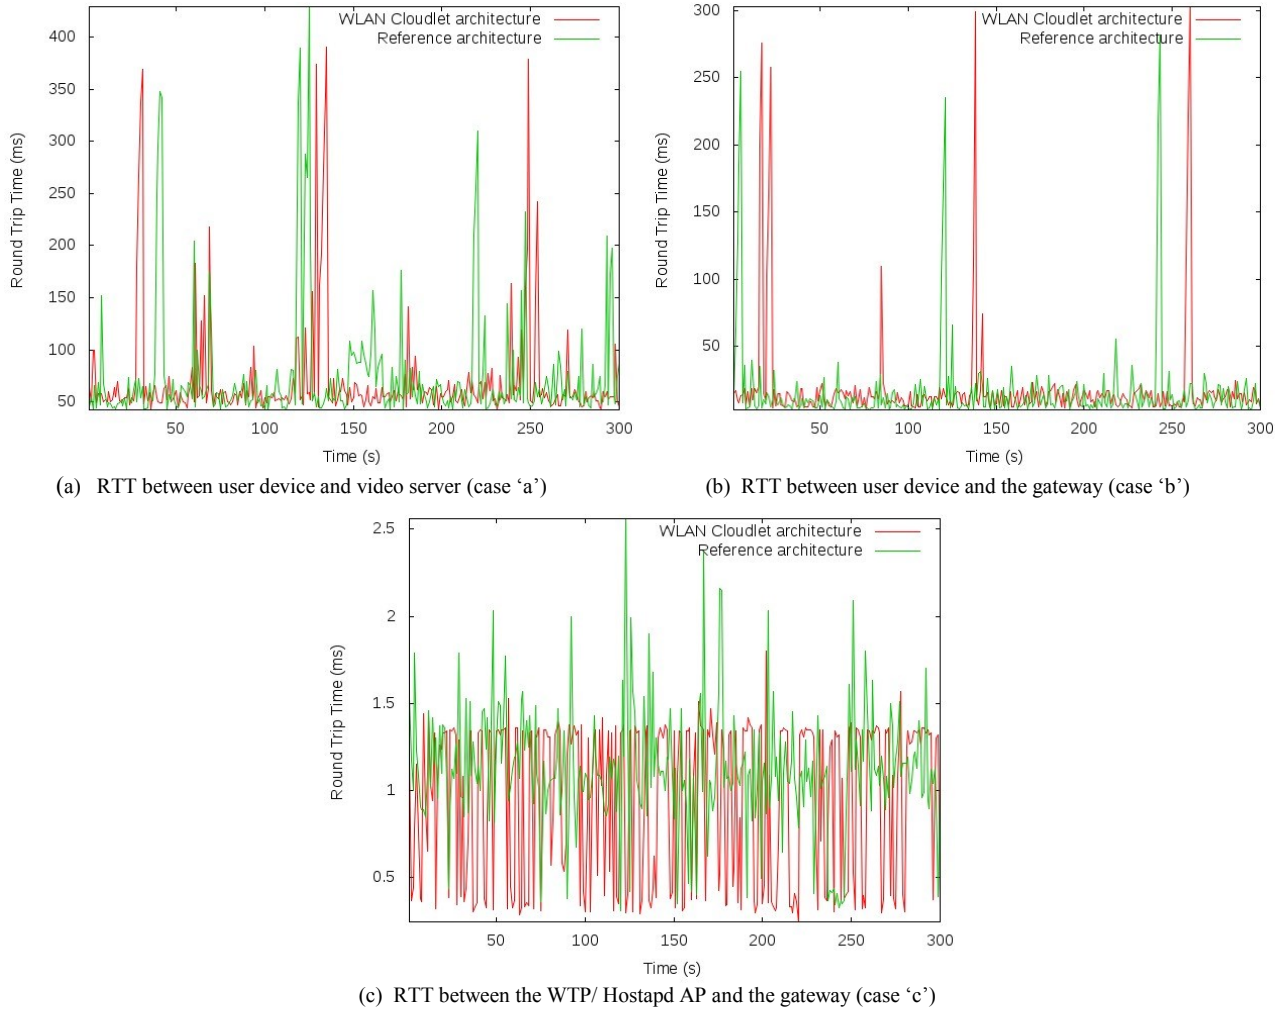 WLAN Cloudlet architecture
Reference architecture
400
350
300
250
200
150
100
50
Round Trip Time (ms)
50 100 150 200 250 300
Time (s)
(a) RTT between user device and video server (case ‘a’)
WLAN Cloudlet architecture
Reference architecture
300
250
200
150
100
50
Round Trip Time (ms)
50 100 150 200 250 300
Time (s)
(b) RTT between user device and the gateway (case ‘b’)
WLAN Cloudlet architecture
Reference architecture
2.5
2
1.5
1
0.5
Round Trip Time (ms)
50 100 150 200 250 300
Time (s)
(c) RTT between the WTP/ Hostapd AP and the gateway (case ‘c’)